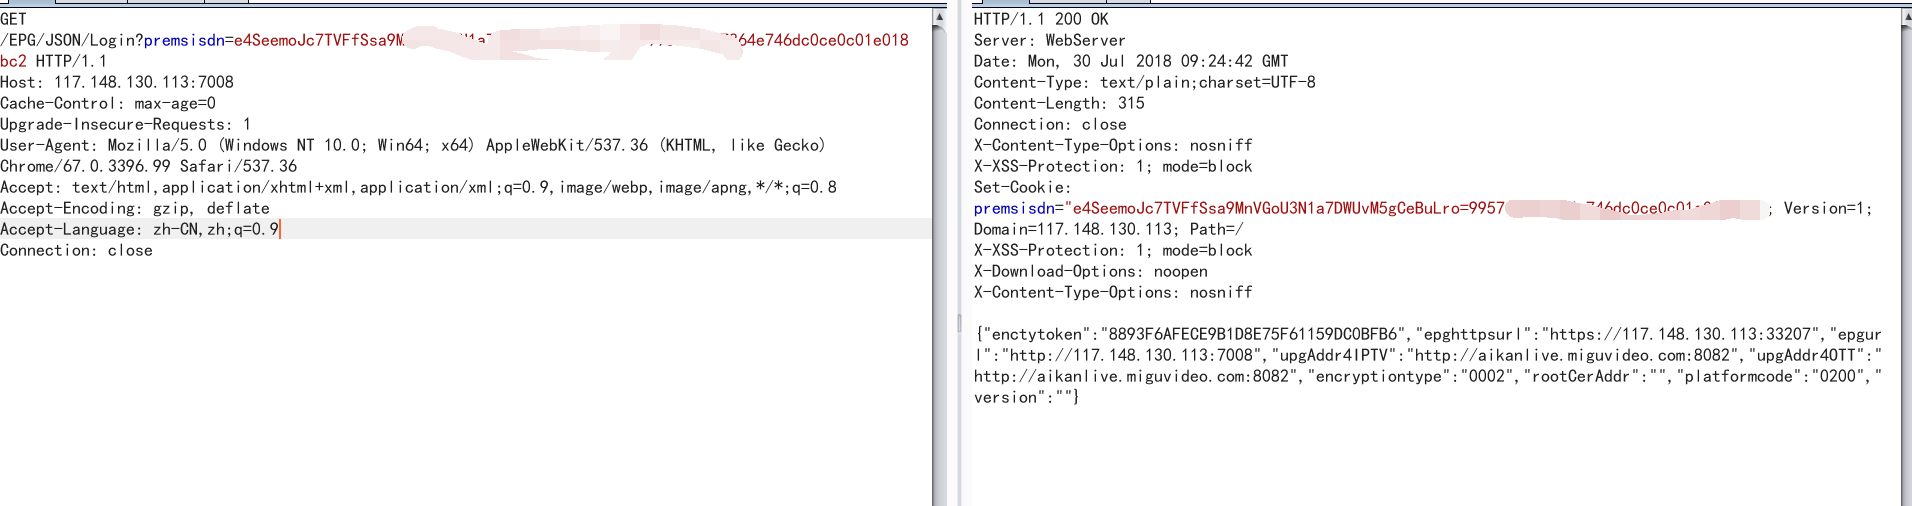 GET
/EPG/JSON/Login?premsisdn=e4SeemoJc7TVFfSsa9M 364e746dc0ce0c01e018
bc2 HTTP/1.1
Host: 117.148.130.113:7008
Cache-Control: max-age=0
Upgrade-Insecure-Requests: 1
User-Agent: Mozilla/5.0 (Windows NT 10.0; Win64; x64) AppleWebKit/537.36 (KHTML, like Gecko)
Chrome/67.0.3396.99 Safari/537.36
Accept: text/html,application/xhtml+xml,application/xml;q=0.9,image/webp,image/apng,*/*;q=0.8
Accept-Encoding: gzip, deflate
Accept-Language: zh-CN,zh;q=0.9
Connection: close
HTTP/1.1 200 OK
Server: WebServer
Date: Mon, 30 Jul 2018 09:24:42 GMT
Content-Type: text/plain;charset=UTF-8
Content-Length: 315
Connection: close
X-Content-Type-Options: nosniff
X-XSS-Protection: 1; mode=block
Set-Cookie:
premsisdn="e4SeemoJc7TVFfSsa9MnVGoU3N1a7DWUvM5gCeBuLro=9957 746dc0ce0c01 ; Version=1;
Domain=117.148.130.113; Path=/
X-XSS-Protection: 1; mode=block
X-Download-Options: noopen
X-Content-Type-Options: nosniff
{"enctytoken":"8893F6AFECE9B1D8E75F61159DC0BFB6","epghttpsurl":"https://117.148.130.113:33207","epgur
l":"http://117.148.130.113:7008","upgAddr4IPTV":"http://aikanlive.miguvideo.com:8082","upgAddr4OTT":"
http://aikanlive.miguvideo.com:8082","encryptiontype":"0002","rootCerAddr":"","platformcode":"0200","
version":""}